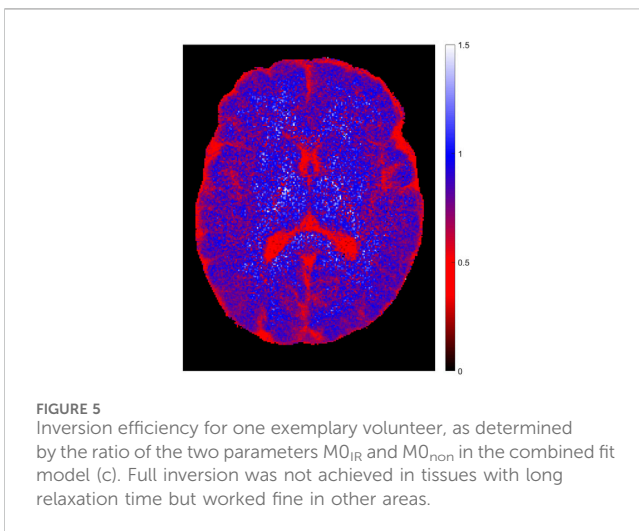 1.5
1
0.5
0
FIGURE 5
Inversion efficiency for one exemplary volunteer, as determined
by the ratio of the two parameters M0IR and M0non in the combined fit
model (c). Full inversion was not achieved in tissues with long
relaxation time but worked fine in other areas.